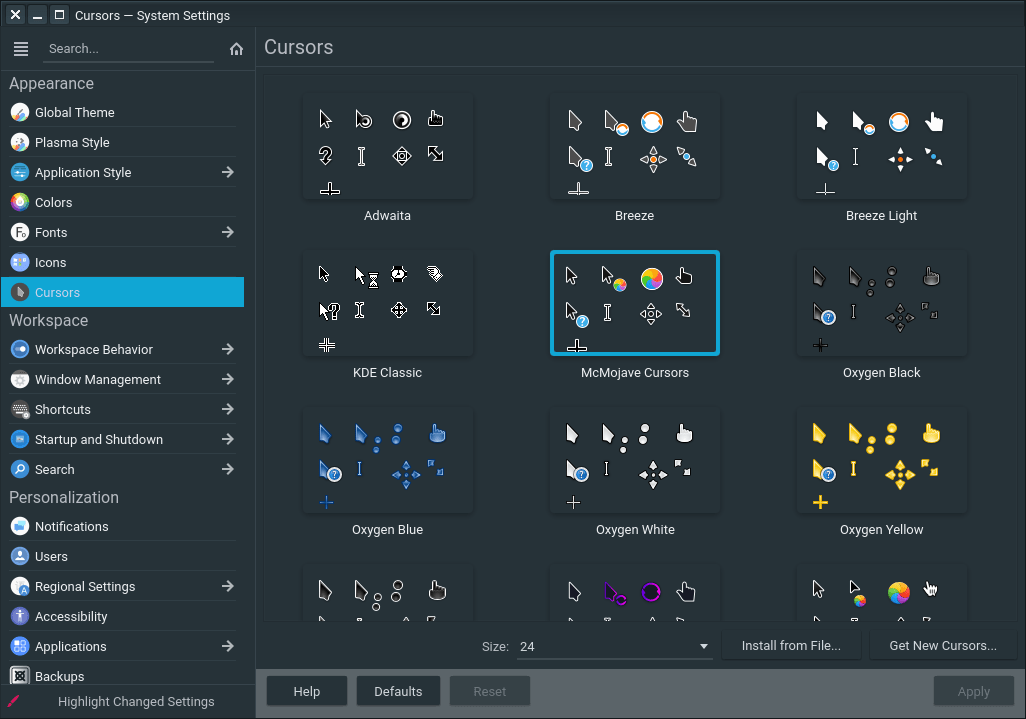 Cursors — System Settings
Search...
Appearance
Global Theme
Plasma Style
Application Style
Colors
Fonts
Icons
Cursors
Workspace
Workspace Behavior
Window Management
Shortcuts
Startup and Shutdown
Search
Personalization
Notifications
Users
Regional Settings
Accessibility
Applications
Backups
Highlight Changed Settings
Cursors
Adwaita
Breeze
Breeze Light
KDE Classic
McMojave Cursors
Oxygen Black
Oxygen Blue
Oxygen White
Oxygen Yellow
Size: 24
Install from File...
Get New Cursors...
Help
Defaults
Reset
Apply